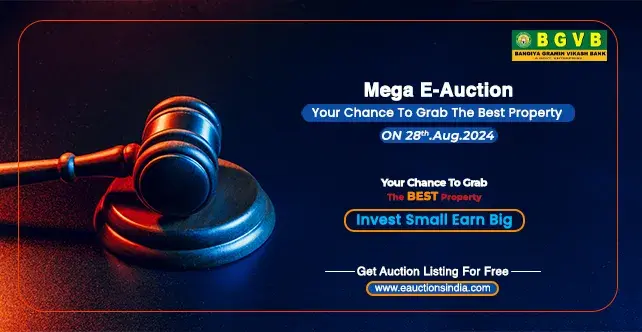 BGVB
BANGIYA GRAMIN VIKASH BANK
Mega E-Auction
Your Chance To Grab The Best Property
ON 28th.Aug.2024
Your Chance To Grab
The BEST Property
Invest Small Earn Big
Get Auction Listing For Free
www.eauctionsindia.com